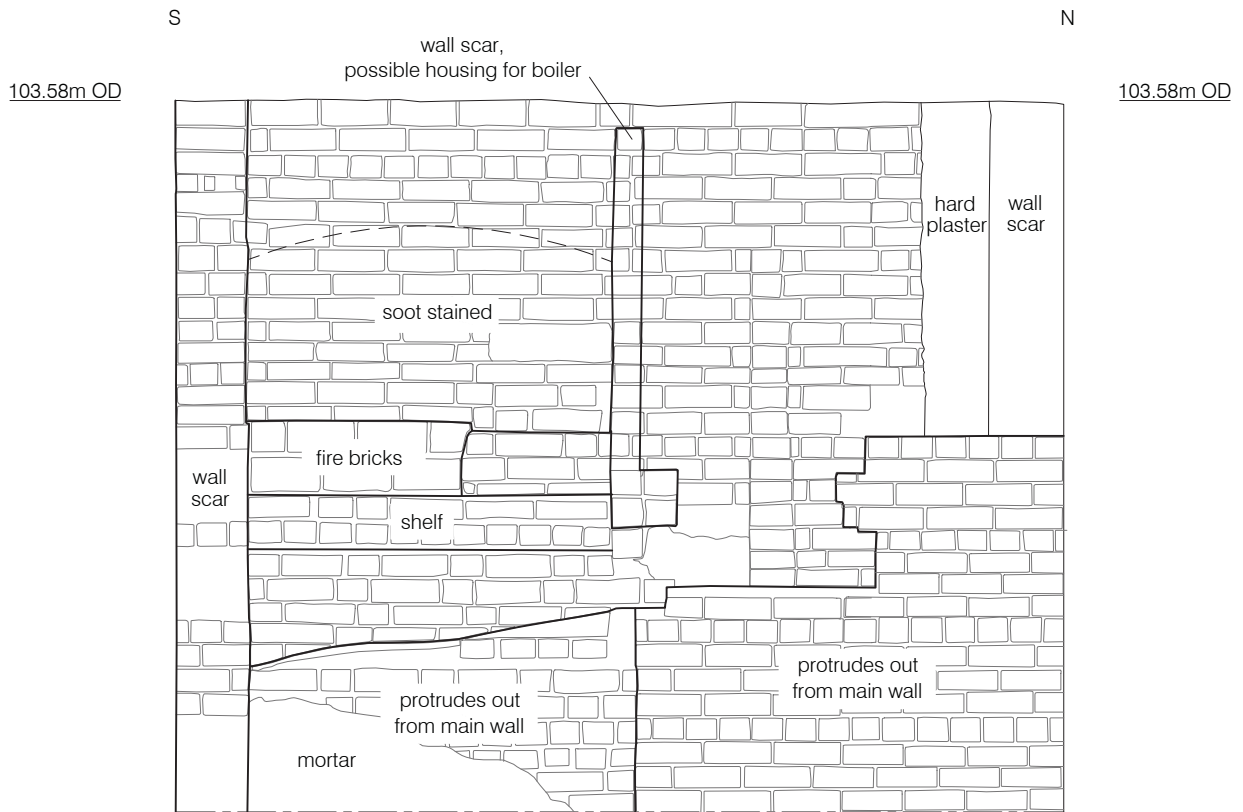 S
N
wall scar,
possible housing for boiler
103.58m OD
103.58m OD
hard
plaster
wall
scar
soot stained
fire bricks
wall
scar
shelf
protrudes out
from main wall
protrudes out
from main wall
mortar